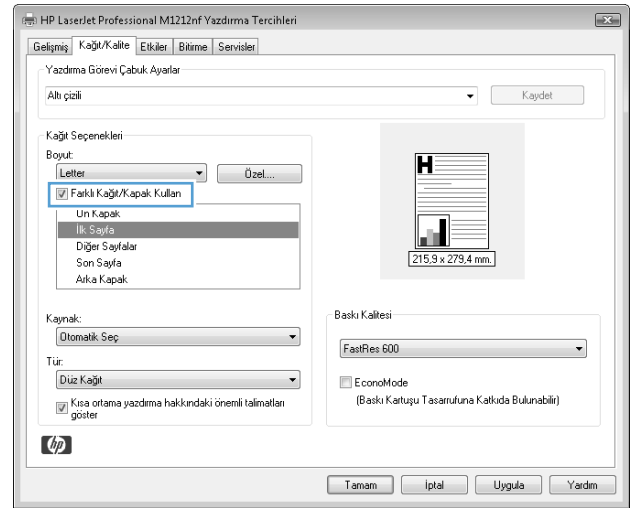 HP LaserJet Professional M1212nf Yazdırma Tercihleri
Gelişmiş Kağıt/Kalite Etkiler Bitirme Servisler
Yazdırma Görevi Çabuk Ayarlar
Altı çizili
Kaydet
Kağıt Seçenekleri
Boyut:
Letter
Özel....
Farklı Kağıt/Kapak Kullan
Ön Kapak
İlk Sayfa
Diğer Sayfalar
Son Sayfa
Arka Kapak
H
215,9 x 279,4 mm.
Kaynak:
Otomatik Seç
Tür:
Düz Kağıt
Kısa ortama yazdırma hakkındaki önemli talimatları
göster
Baskı Kalitesi
FastRes 600
EconoMode
(Baskı Kartuşu Tasarrufuna Katkıda Bulunabilir)
hp
Tamam İptal Uygula Yardım